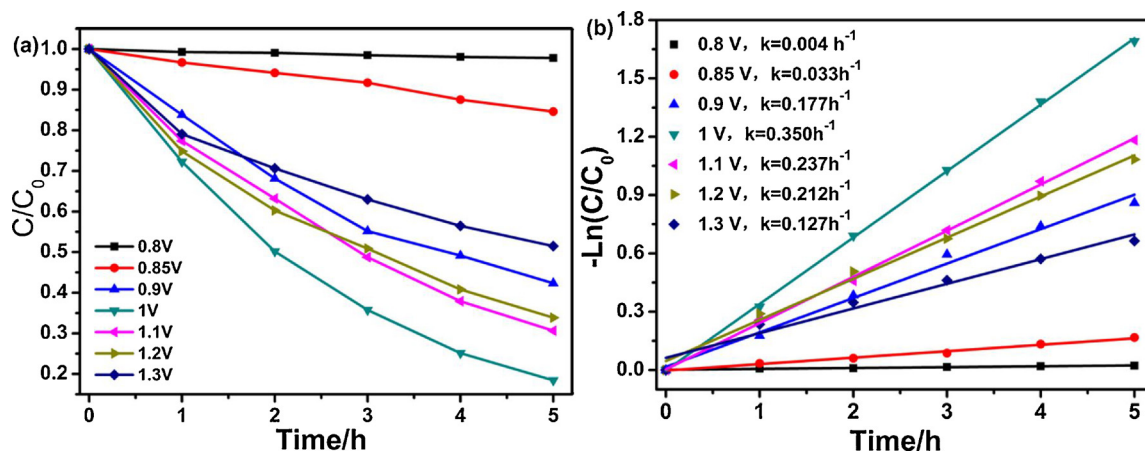 (a)
C/C0
1.0
0.9
0.8
0.7
0.6
0.5
0.4
0.3
0.2
0.8V
0.85V
0.9V
1V
1.1V
1.2V
1.3V
0 1 2 3 4 5
Time/h
(b)
-Ln(C/C0)
1.8
1.5
1.2
0.9
0.6
0.3
0.0
0.8 V，k=0.004 h-1
0.85 V，k=0.033h-1
0.9 V，k=0.177h-1
1 V，k=0.350h-1
1.1 V，k=0.237h-1
1.2 V，k=0.212h-1
1.3 V，k=0.127h-1
0 1 2 3 4 5
Time/h